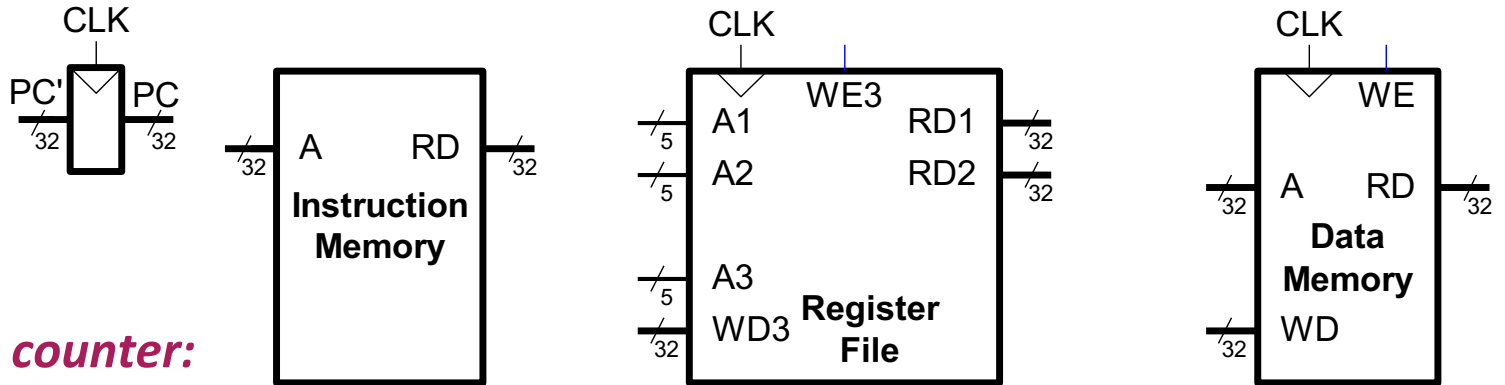 CLK
PC'
PC
32
32
A
RD
32
32
Instruction
Memory
CLK
WE3
A1
RD1
5
32
A2
RD2
5
32
A3
5
WD3
32
Register
File
CLK
WE
A
RD
32
32
Data
Memory
WD
32
counter: